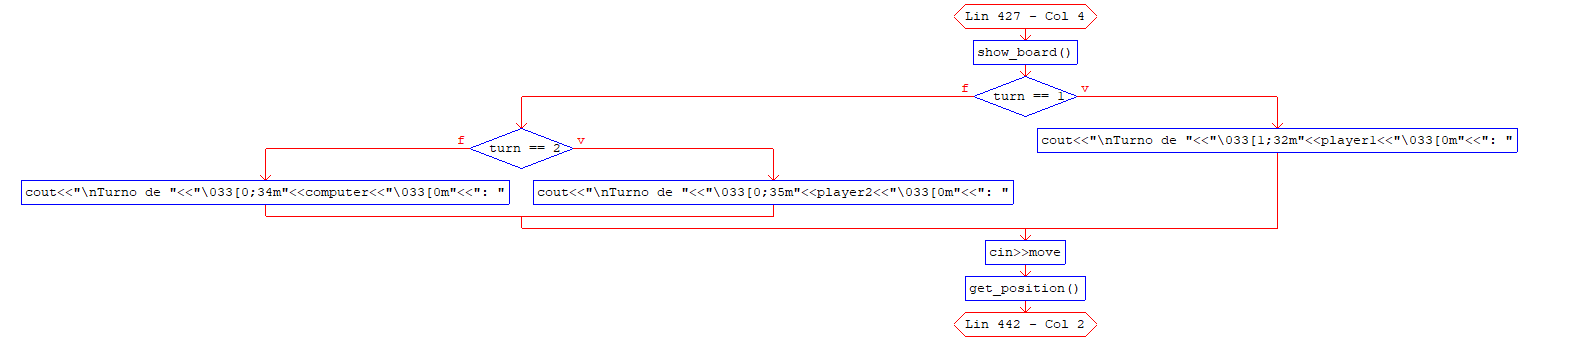 Lin 427 - Col 4
show_board()
f
turn == 1
v
f
turn == 2
v
cout<<"\nTurno de "<<"\033[1;32m"<<player1<<"\033[0m"<<": "
cout<<"\nTurno de "<<"\033[0;34m"<<computer<<"\033[0m"<<": "
cout<<"\nTurno de "<<"\033[0;35m"<<player2<<"\033[0m"<<": "
cin>>move
get_position()
Lin 442 - Col 2